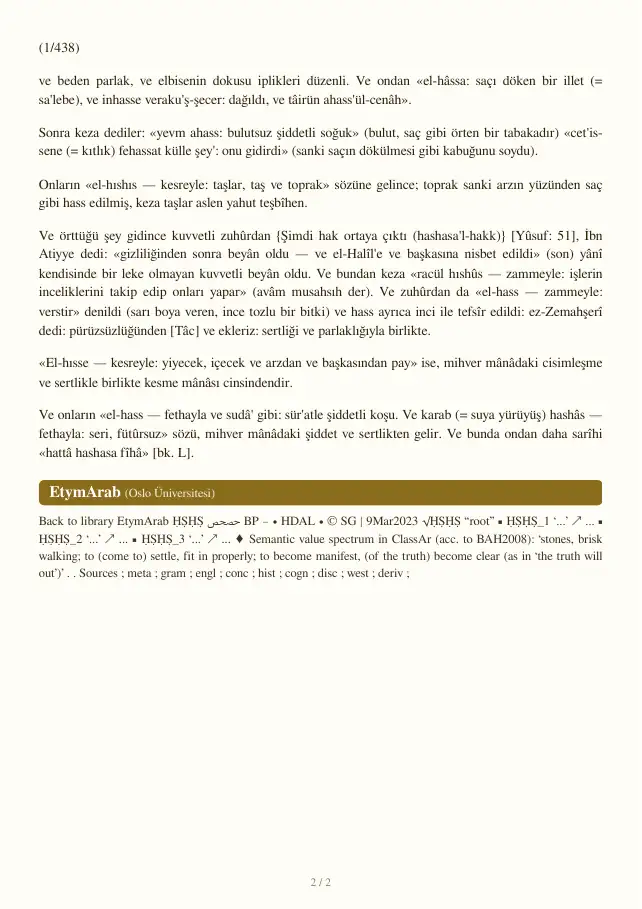 (1/438)
ve beden parlak, ve elbisenin dokusu iplikleri düzenli. Ve ondan «el-hâssa: saçı döken bir illet (=
sa'lebe), ve inhasse veraku'ş-şecer: dağıldı, ve tâirün ahass'ül-cenâh».
Sonra keza dediler: «yevm ahass: bulutsuz şiddetli soğuk» (bulut, saç gibi örten bir tabakadır) «cet'is-
sene (= kıtlık) fehassat külle şey': onu gidirdi» (sanki saçın dökülmesi gibi kabuğunu soydu).
Onların «el-hıshıs — kesreyle: taşlar, taş ve toprak» sözüne gelince; toprak sanki arzın yüzünden saç
gibi hass edilmiş, keza taşlar aslen yahut teşbîhen.
Ve örttüğü şey gidince kuvvetli zuhûrdan {Şimdi hak ortaya çıktı (hashasa'l-hakk)} [Yûsuf: 51], İbn
Atiyye dedi: «gizliliğinden sonra beyân oldu — ve el-Halîl'e ve başkasına nisbet edildi» (son) yânî
kendisinde bir leke olmayan kuvvetli beyân oldu. Ve bundan keza «racül hıshûs — zammeyle: işlerin
inceliklerini takip edip onları yapar» (avâm musahsıh der). Ve zuhûrdan da «el-hass — zammeyle:
verstir» denildi (sarı boya veren, ince tozlu bir bitki) ve hass ayrıca inci ile tefsîr edildi: ez-Zemahşerî
dedi: pürüzsüzlüğünden [Tâc] ve ekleriz: sertliği ve parlaklığıyla birlikte.
«El-hısse — kesreyle: yiyecek, içecek ve arzdan ve başkasından pay» ise, mihver mânâdaki cisimleşme
ve sertlikle birlikte kesme mânâsı cinsindendir.
Ve onların «el-hass — fethayla ve sudâ' gibi: sür'atle şiddetli koşu. Ve karab (= suya yürüyüş) hashâs —
fethayla: seri, fütûrsuz» sözü, mihver mânâdaki şiddet ve sertlikten gelir. Ve bunda ondan daha sarîhi
«hattâ hashasa fîhâ» [bk. L].
EtymArab (Oslo Üniversitesi)
Back to library EtymArab ḤṢḤṢ حصحص BP – • HDAL • © SG | 9Mar2023 √ḤṢḤṢ “root” ▪ ḤṢḤṢ_1 ‘...’ ↗ ... ▪
ḤṢḤṢ_2 ‘...’ ↗ ... ▪ ḤṢḤṢ_3 ‘...’ ↗ ... ♦ Semantic value spectrum in ClassAr (acc. to BAH2008): ‘stones, brisk
walking; to (come to) settle, fit in properly; to become manifest, (of the truth) become clear (as in ‘the truth will
out’)’ . . Sources ; meta ; gram ; engl ; conc ; hist ; cogn ; disc ; west ; deriv ;
2 / 2